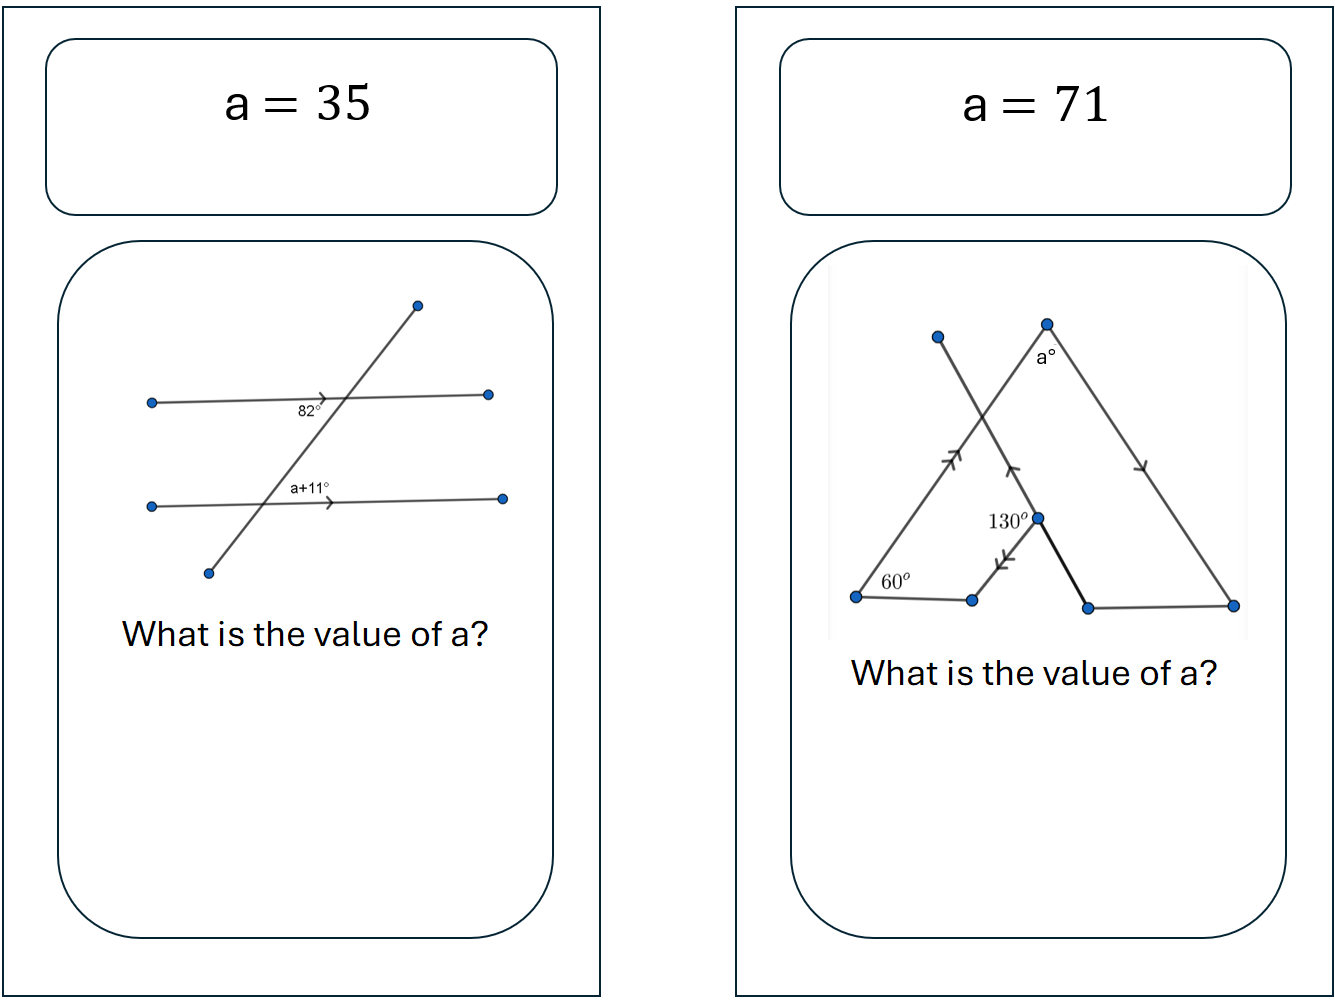 a = 35
82°
a+11°
What is the value of a?
a = 71
a°
130°
60°
What is the value of a?